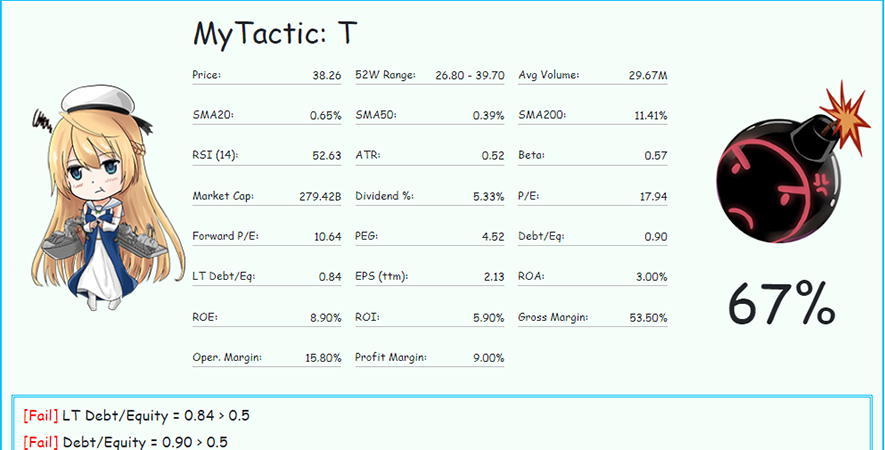 MyTactic: T
Price: 38.26 52W Range: 26.80 - 39.70 Avg Volume: 29.67M
SMA20: 0.65% SMA50: 0.39% SMA200: 11.41%
RSI (14): 52.63 ATR: 0.52 Beta: 0.57
Market Cap: 279.42B Dividend %: 5.33% P/E: 17.94
Forward P/E: 10.64 PEG: 4.52 Debt/Eq: 0.90
LT Debt/Eq: 0.84 EPS (ttm): 2.13 ROA: 3.00%
ROE: 8.90% ROI: 5.90% Gross Margin: 53.50%
Oper. Margin: 15.80% Profit Margin: 9.00%
67%
[Fail] LT Debt/Equity = 0.84 > 0.5
[Fail] Debt/Equity = 0.90 > 0.5